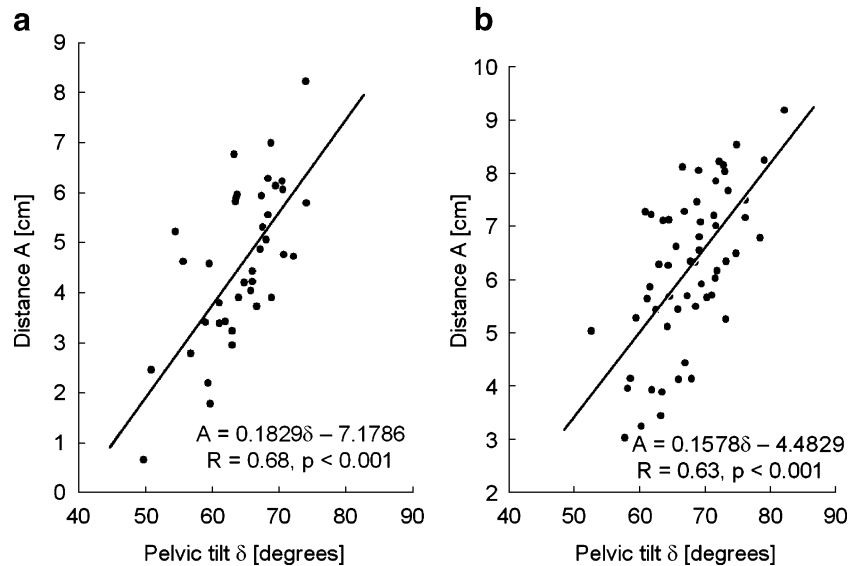 a
9
8
7
6
5
4
3
2
1
0
Distance A [cm]
A = 0.1829δ – 7.1786
R = 0.68, p < 0.001
40 50 60 70 80 90
Pelvic tilt δ [degrees]
b
10
9
8
7
6
5
4
3
2
Distance A [cm]
A = 0.1578δ – 4.4829
R = 0.63, p < 0.001
40 50 60 70 80 90
Pelvic tilt δ [degrees]